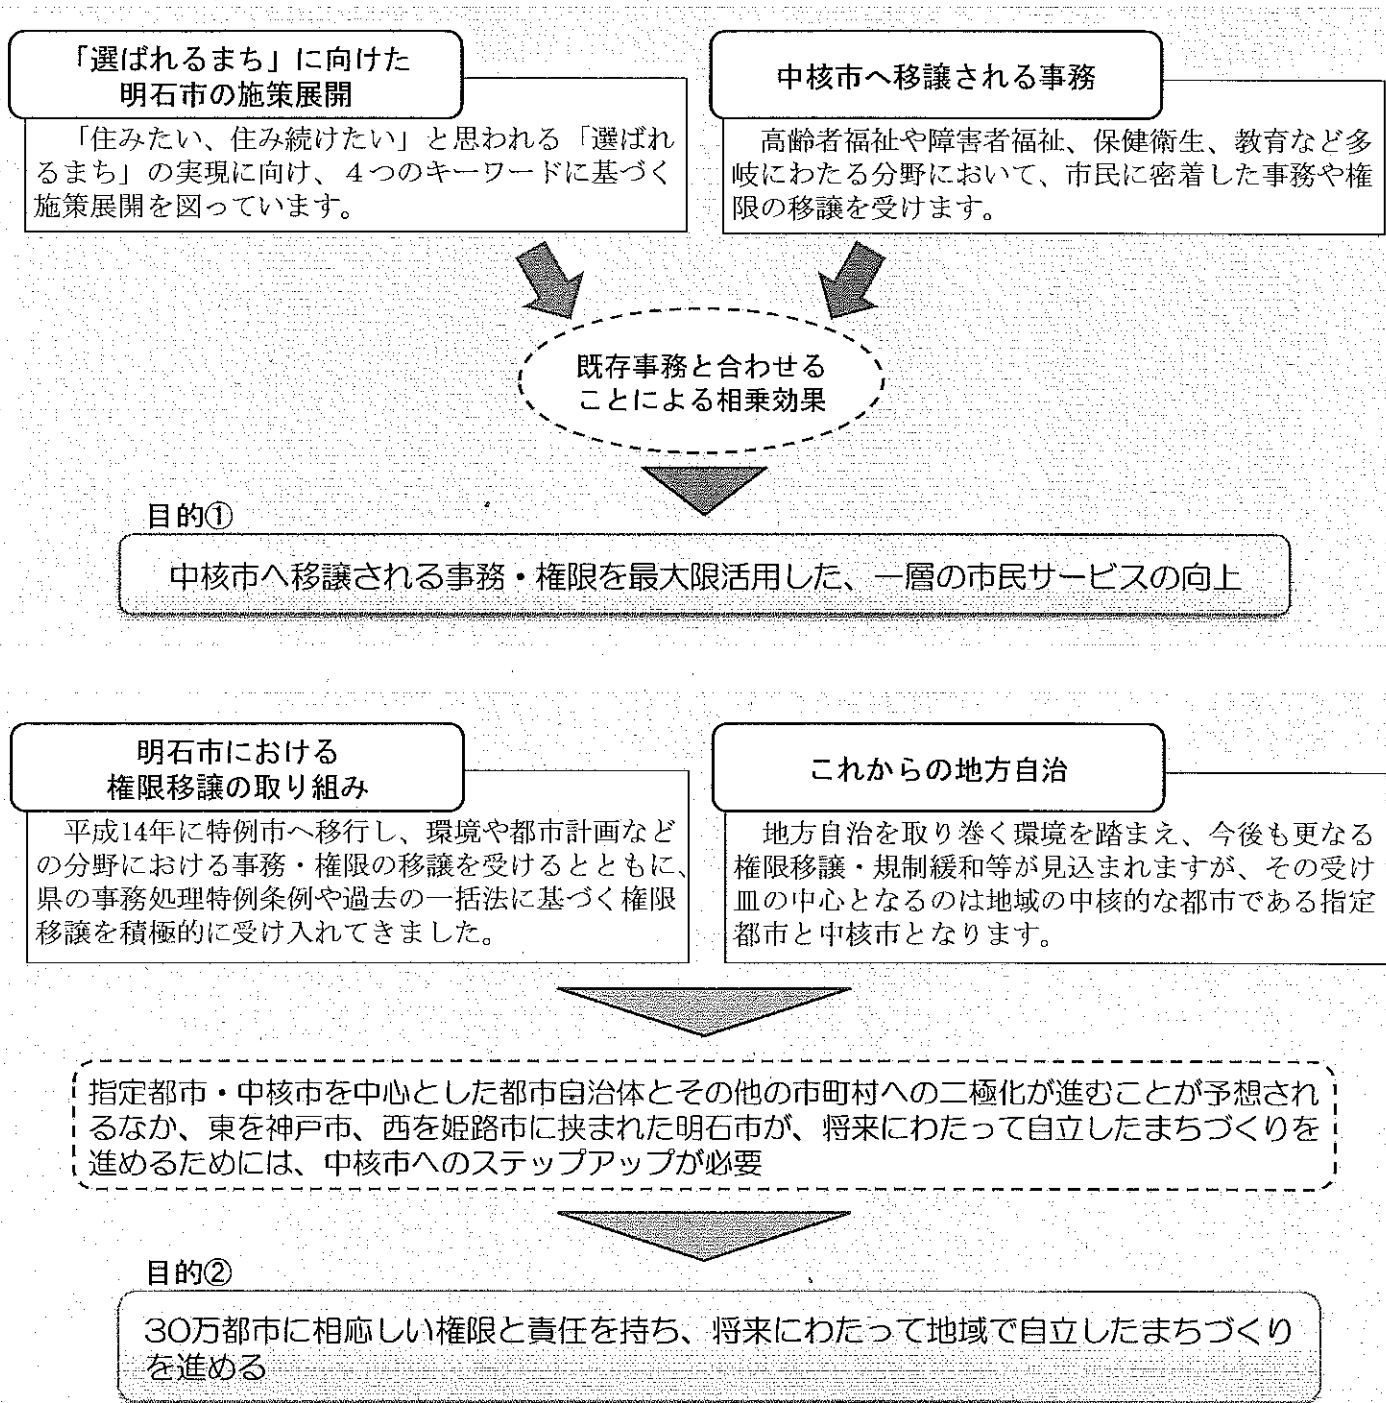 「選ばれるまち」に向けた
明石市の施策展開
「住みたい、住み続けたい」と思われる「選ばれ
るまち」の実現に向け、４つのキーワードに基づく
施策展開を図っています。
中核市へ移譲される事務
高齢者福祉や障害者福祉、保健衛生、教育など多
岐にわたる分野において、市民に密着した事務や権
限の移譲を受けます。
既存事務と合わせる
ことによる相乗効果
目的①
中核市へ移譲される事務・権限を最大限活用した、一層の市民サービスの向上
明石市における
権限移譲の取り組み
平成14年に特例市へ移行し、環境や都市計画など
の分野における事務・権限の移譲を受けるとともに、
県の事務処理特例条例や過去の一括法に基づく権限
移譲を積極的に受け入れてきました。
これからの地方自治
地方自治を取り巻く環境を踏まえ、今後も更なる
権限移譲・規制緩和等が見込まれますが、その受け
皿の中心となるのは地域の中核的な都市である指定
都市と中核市となります。
指定都市・中核市を中心とした都市自治体とその他の市町村への二極化が進むことが予想され
るなか、東を神戸市、西を姫路市に挟まれた明石市が、将来にわたって自立したまちづくりを
進めるためには、中核市へのステップアップが必要
目的②
30万都市に相応しい権限と責任を持ち、将来にわたって地域で自立したまちづくり
を進める